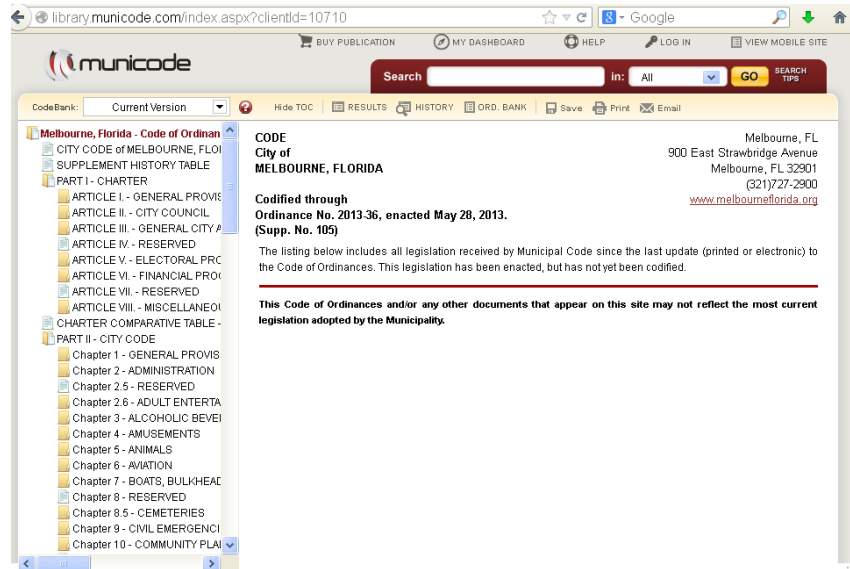 library.municode.com/index.aspx?clientId=10710
Google
BUY PUBLICATION MY DASHBOARD HELP LOG IN VIEW MOBILE SITE
municode
Search in: All GO SEARCH TIPS
CodeBank: Current Version Hide TOC RESULTS HISTORY ORD. BANK Save Print Email
Melbourne, Florida - Code of Ordinan
CITY CODE of MELBOURNE, FLO
SUPPLEMENT HISTORY TABLE
PART I - CHARTER
ARTICLE I. - GENERAL PROVIS
ARTICLE II. - CITY COUNCIL
ARTICLE III. - GENERAL CITY A
ARTICLE IV. - RESERVED
ARTICLE V. - ELECTORAL PRO
ARTICLE VI. - FINANCIAL PRO
ARTICLE VII. - RESERVED
ARTICLE VIII. - MISCELLANEO
CHARTER COMPARATIVE TABLE -
PART II - CITY CODE
Chapter 1 - GENERAL PROVIS
Chapter 2 - ADMINISTRATION
Chapter 2.5 - RESERVED
Chapter 2.6 - ADULT ENTERTA
Chapter 3 - ALCOHOLIC BEVE
Chapter 4 - AMUSEMENTS
Chapter 5 - ANIMALS
Chapter 6 - AVIATION
Chapter 7 - BOATS, BULKHEAD
Chapter 8 - RESERVED
Chapter 8.5 - CEMETERIES
Chapter 9 - CIVIL EMERGENCI
Chapter 10 - COMMUNITY PLA
CODE
City of
MELBOURNE, FLORIDA
Codified through
Ordinance No. 2013-36, enacted May 28, 2013.
(Supp. No. 105)
Melbourne, FL
900 East Strawbridge Avenue
Melbourne, FL 32901
(321)727-2900
www.melbourneflorida.org
The listing below includes all legislation received by Municipal Code since the last update (printed or electronic) to
the Code of Ordinances. This legislation has been enacted, but has not yet been codified.
This Code of Ordinances and/or any other documents that appear on this site may not reflect the most current
legislation adopted by the Municipality.